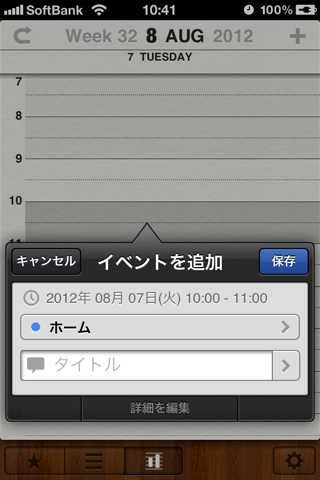 SoftBank 10:41 100%
Week 32 8 AUG 2012
7 TUESDAY
7
8
9
10
11
キャンセル イベントを追加 保存
2012年 08月 07日(火) 10:00 - 11:00
ホーム
タイトル
詳細を編集